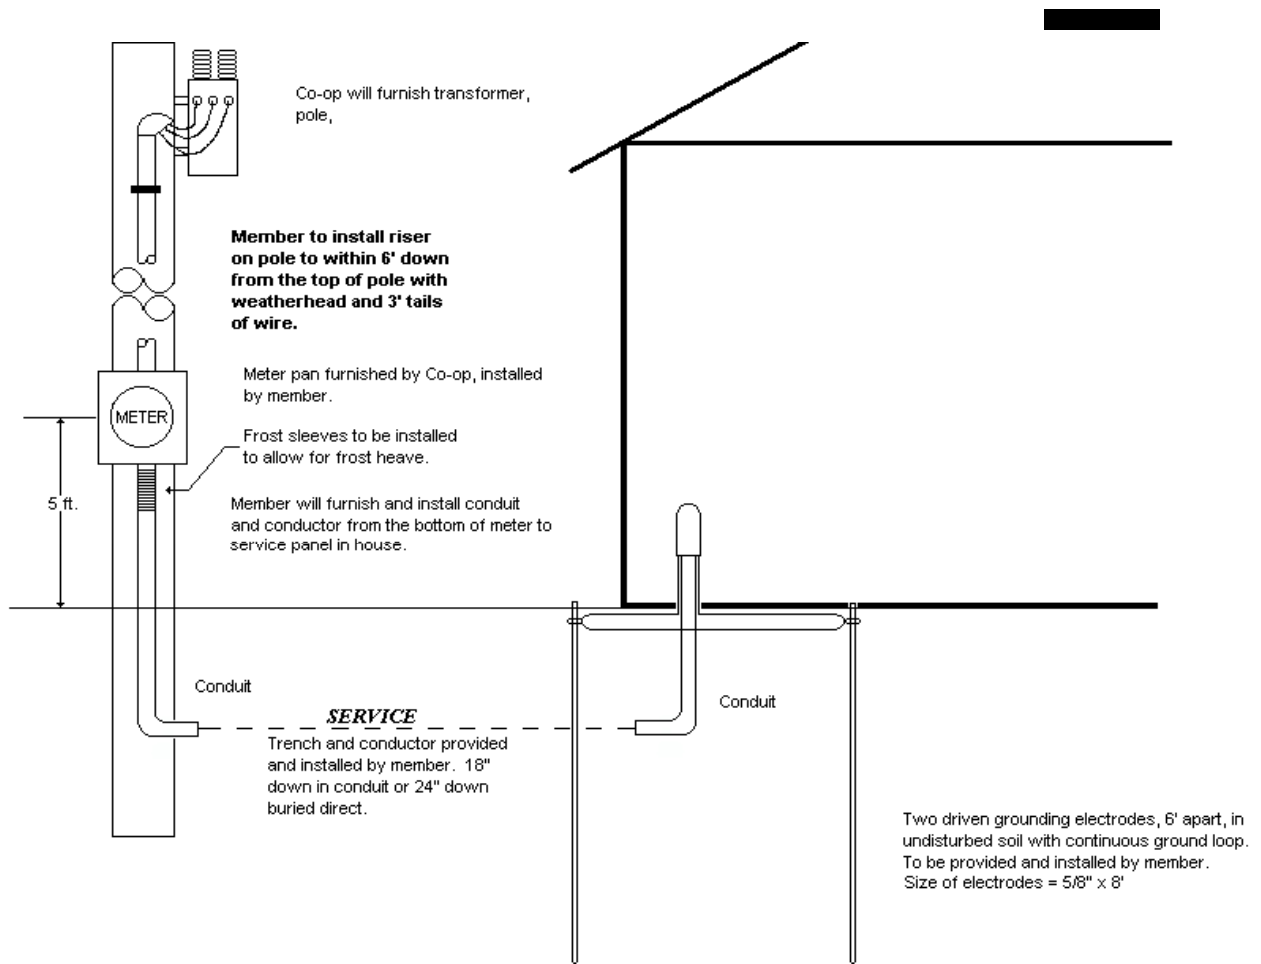 Co-op will furnish transformer,
pole,
Member to install riser
on pole to within 6' down
from the top of pole with
weatherhead and 3' tails
of wire.
Meter pan furnished by Co-op, installed
by member.
METER
Frost sleeves to be installed
to allow for frost heave.
5 ft.
Member will furnish and install conduit
and conductor from the bottom of meter to
service panel in house.
Conduit
Conduit
SERVICE
Trench and conductor provided
and installed by member. 18"
down in conduit or 24" down
buried direct.
Two driven grounding electrodes, 6' apart, in
undisturbed soil with continuous ground loop.
To be provided and installed by member.
Size of electrodes = 5/8" x 8'